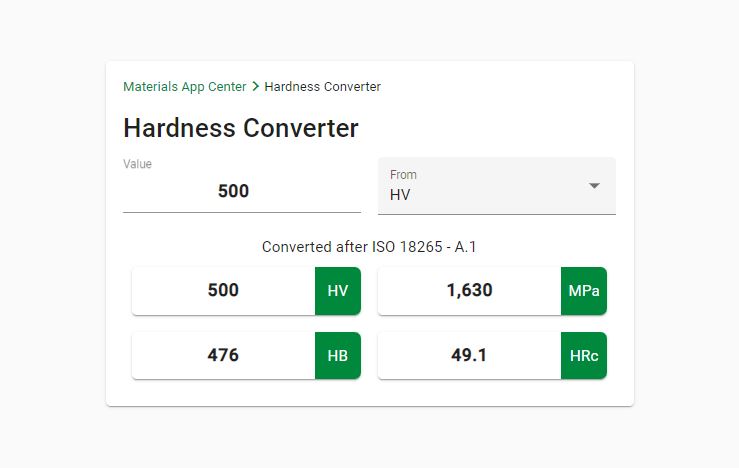 Materials App Center > Hardness Converter
Hardness Converter
Value
500
From
HV
Converted after ISO 18265 - A.1
500 HV 1,630 MPa
476 HB 49.1 HRc